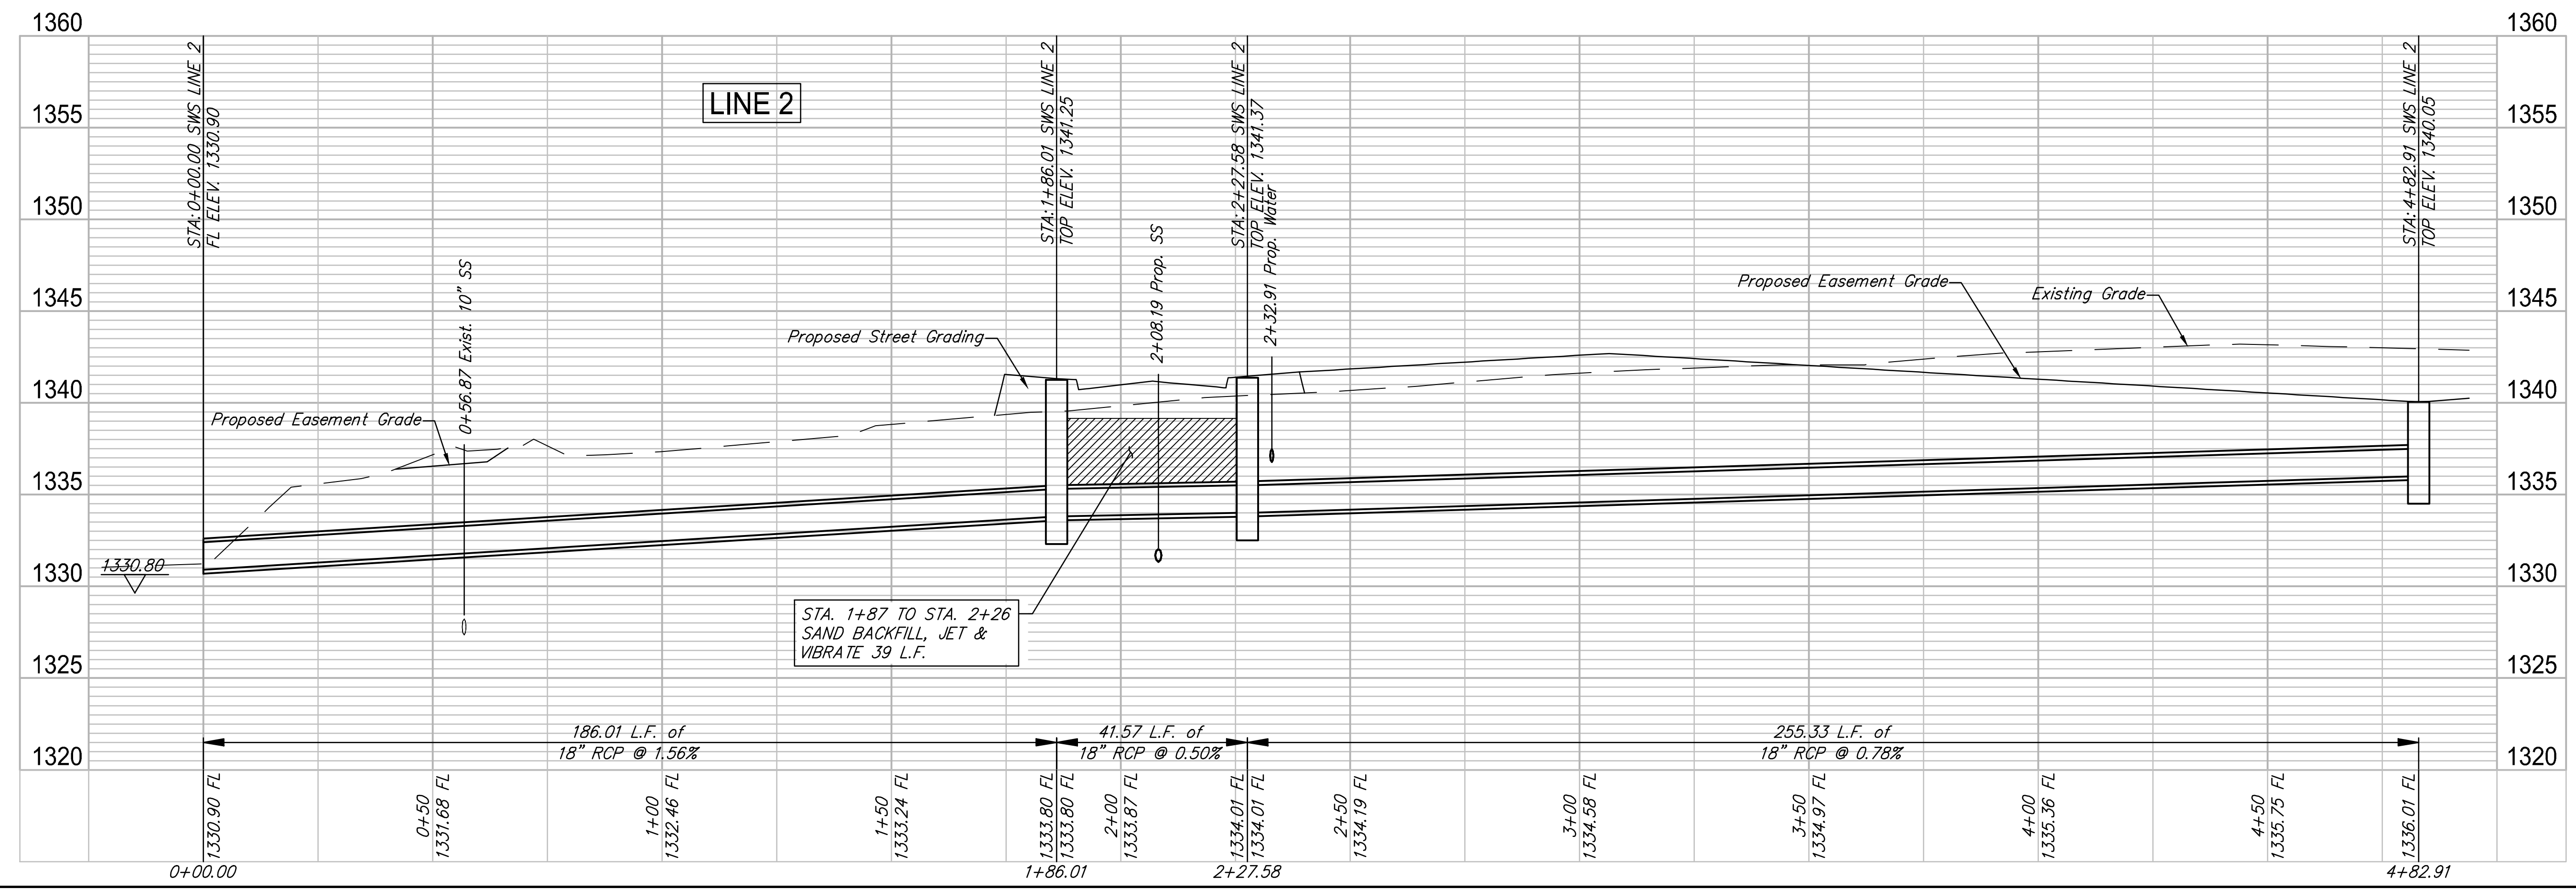 1360
1355
1350
1345
1340
1335
1330
1325
1320
1360
1355
1350
1345
1340
1335
1330
1325
1320
LINE 2
STA: 0+00.00 SWS LINE 2
FL ELEV. 1330.90
STA: 1+86.01 SWS LINE 2
TOP ELEV. 1341.25
STA: 2+27.58 SWS LINE 2
TOP ELEV. 1341.37
STA: 4+82.91 SWS LINE 2
TOP ELEV. 1340.05
0+56.87 Exist. 10" SS
2+08.19 Prop. SS
2+32.91 Prop. Water
Proposed Easement Grade
Proposed Street Grading
Proposed Easement Grade
Existing Grade
1330.80
STA. 1+87 TO STA. 2+26
SAND BACKFILL, JET &
VIBRATE 39 L.F.
186.01 L.F. of
18" RCP @ 1.56%
41.57 L.F. of
18" RCP @ 0.50%
255.33 L.F. of
18" RCP @ 0.78%
1330.90 FL
0+50
1331.68 FL
1+00
1332.46 FL
1+50
1333.24 FL
1333.80 FL
1333.80 FL
2+00
1333.87 FL
1334.01 FL
1334.01 FL
2+50
1334.19 FL
3+00
1334.58 FL
3+50
1334.97 FL
4+00
1335.36 FL
4+50
1335.75 FL
1336.01 FL
0+00.00
1+86.01
2+27.58
4+82.91